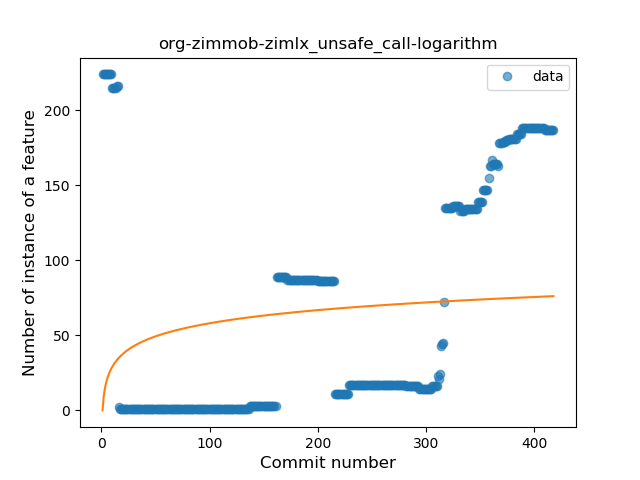 org-zimmob-zimlx_unsafe_call-logarithm
data
Number of instance of a feature
200
150
100
50
0
0 100 200 300 400
Commit number